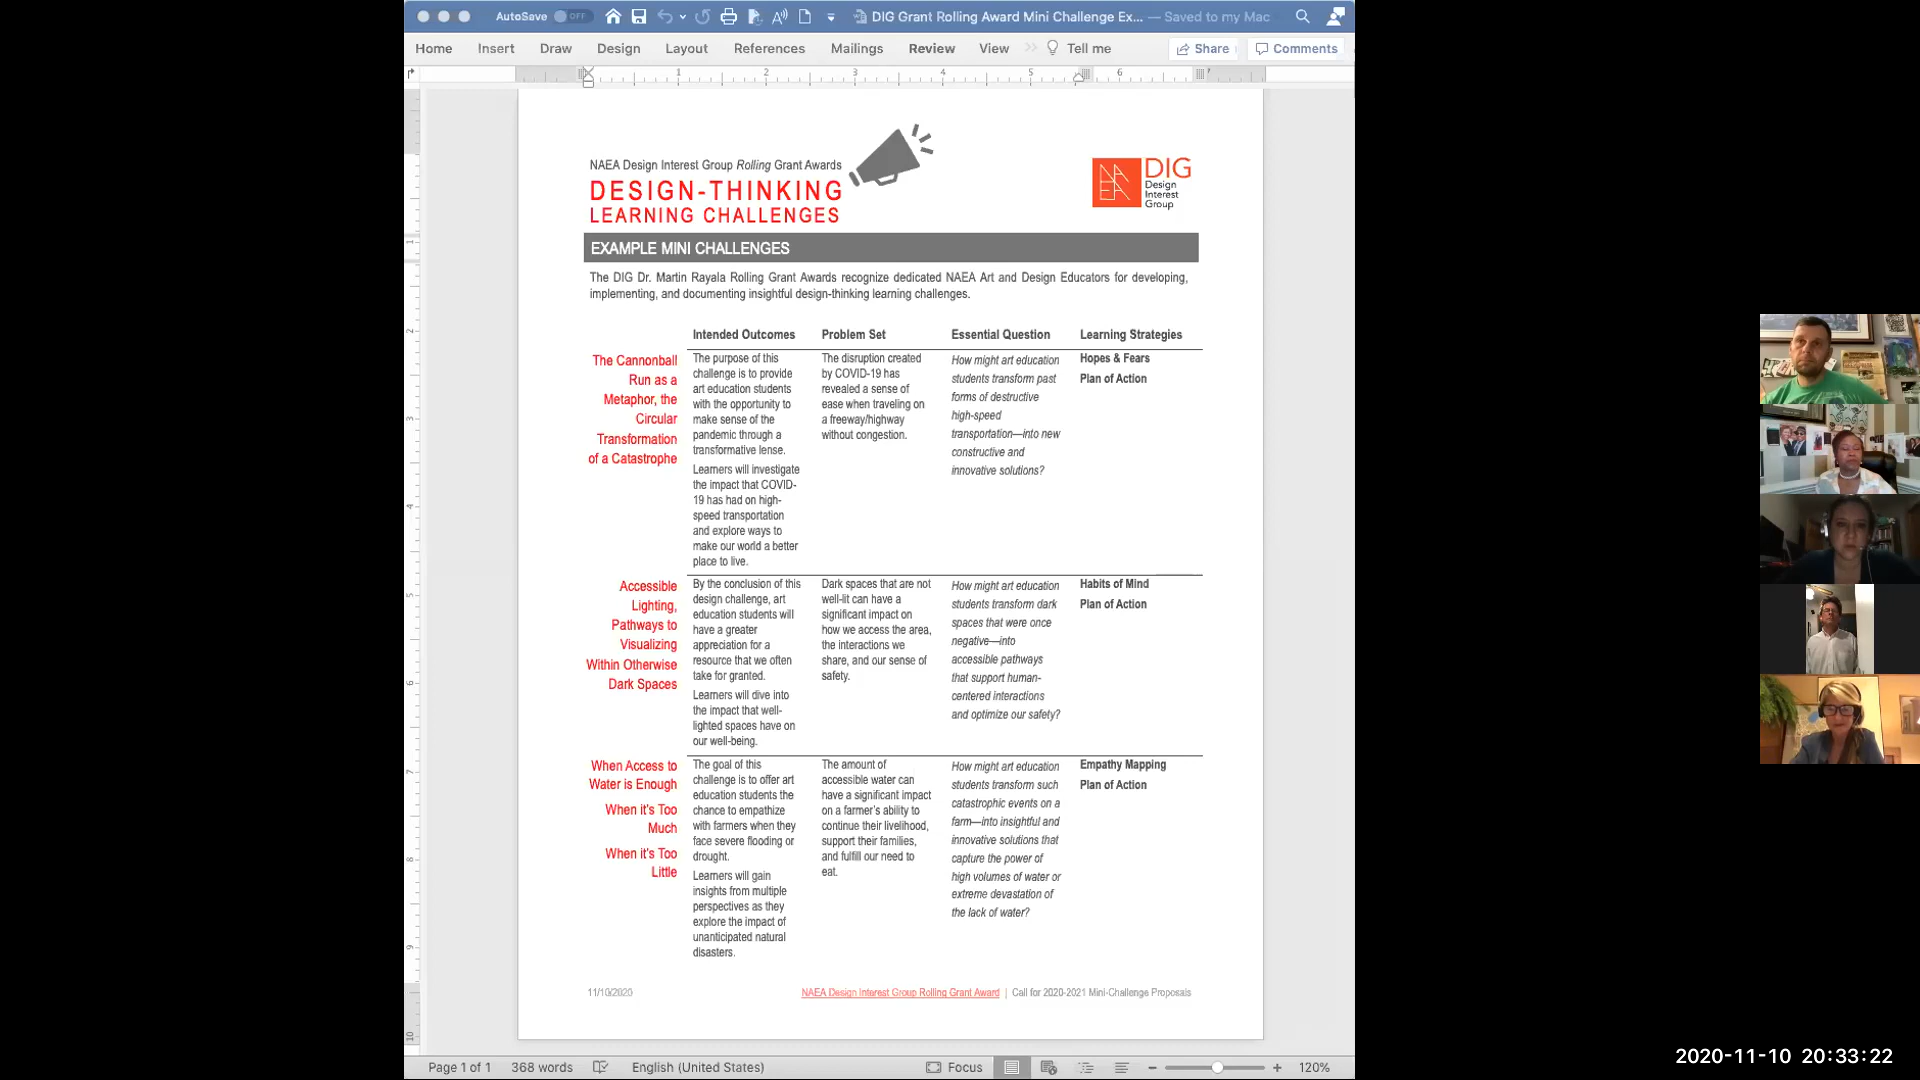 AutoSave OFF
DIG Grant Rolling Award Mini Challenge Ex... — Saved to my Mac
Home Insert Draw Design Layout References Mailings Review View Tell me Share Comments
1 2 3 4 5 6 7
NAEA Design Interest Group Rolling Grant Awards
DESIGN-THINKING
LEARNING CHALLENGES
NAEA
DIG
Design
Interest
Group
EXAMPLE MINI CHALLENGES
The DIG Dr. Martin Rayala Rolling Grant Awards recognize dedicated NAEA Art and Design Educators for developing,
implementing, and documenting insightful design-thinking learning challenges.
Intended Outcomes Problem Set Essential Question Learning Strategies
The Cannonball
Run as a
Metaphor, the
Circular
Transformation
of a Catastrophe
The purpose of this
challenge is to provide
art education students
with the opportunity to
make sense of the
pandemic through a
transformative lense.
Learners will investigate
the impact that COVID-
19 has had on high-
speed transportation
and explore ways to
make our world a better
place to live.
The disruption created
by COVID-19 has
revealed a sense of
ease when traveling on
a freeway/highway
without congestion.
How might art education
students transform past
forms of destructive
high-speed
transportation—into new
constructive and
innovative solutions?
Hopes & Fears
Plan of Action
Accessible
Lighting,
Pathways to
Visualizing
Within Otherwise
Dark Spaces
By the conclusion of this
design challenge, art
education students will
have a greater
appreciation for a
resource that we often
take for granted.
Learners will dive into
the impact that well-
lighted spaces have on
our well-being.
Dark spaces that are not
well-lit can have a
significant impact on
how we access the area,
the interactions we
share, and our sense of
safety.
How might art education
students transform dark
spaces that were once
negative—into
accessible pathways
that support human-
centered interactions
and optimize our safety?
Habits of Mind
Plan of Action
When Access to
Water is Enough
When it's Too
Much
When it's Too
Little
The goal of this
challenge is to offer art
education students the
chance to empathize
with farmers when they
face severe flooding or
drought.
Learners will gain
insights from multiple
perspectives as they
explore the impact of
unanticipated natural
disasters.
The amount of
accessible water can
have a significant impact
on a farmer's ability to
continue their livelihood,
support their families,
and fulfill our need to
eat.
How might art education
students transform such
catastrophic events on a
farm—into insightful and
innovative solutions that
capture the power of
high volumes of water or
extreme devastation of
the lack of water?
Empathy Mapping
Plan of Action
11/10/2020 NAEA Design Interest Group Rolling Grant Award | Call for 2020-2021 Mini-Challenge Proposals
Page 1 of 1 368 words English (United States) Focus 120%
2020-11-10 20:33:22